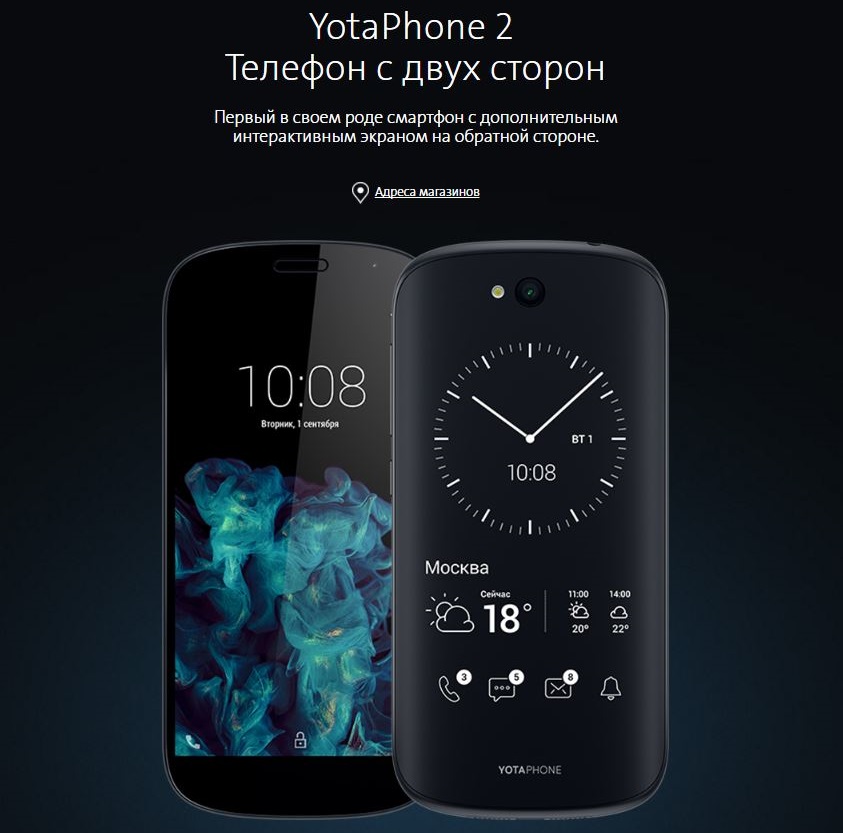 YotaPhone 2
Телефон с двух сторон
Первый в своем роде смартфон с дополнительным
интерактивным экраном на обратной стороне.
Адреса магазинов
10:08
Вторник, 1 сентября
ВТ 1
10:08
Москва
Сейчас 11:00 14:00
18° 20° 22°
3 5 8
YOTAPHONE